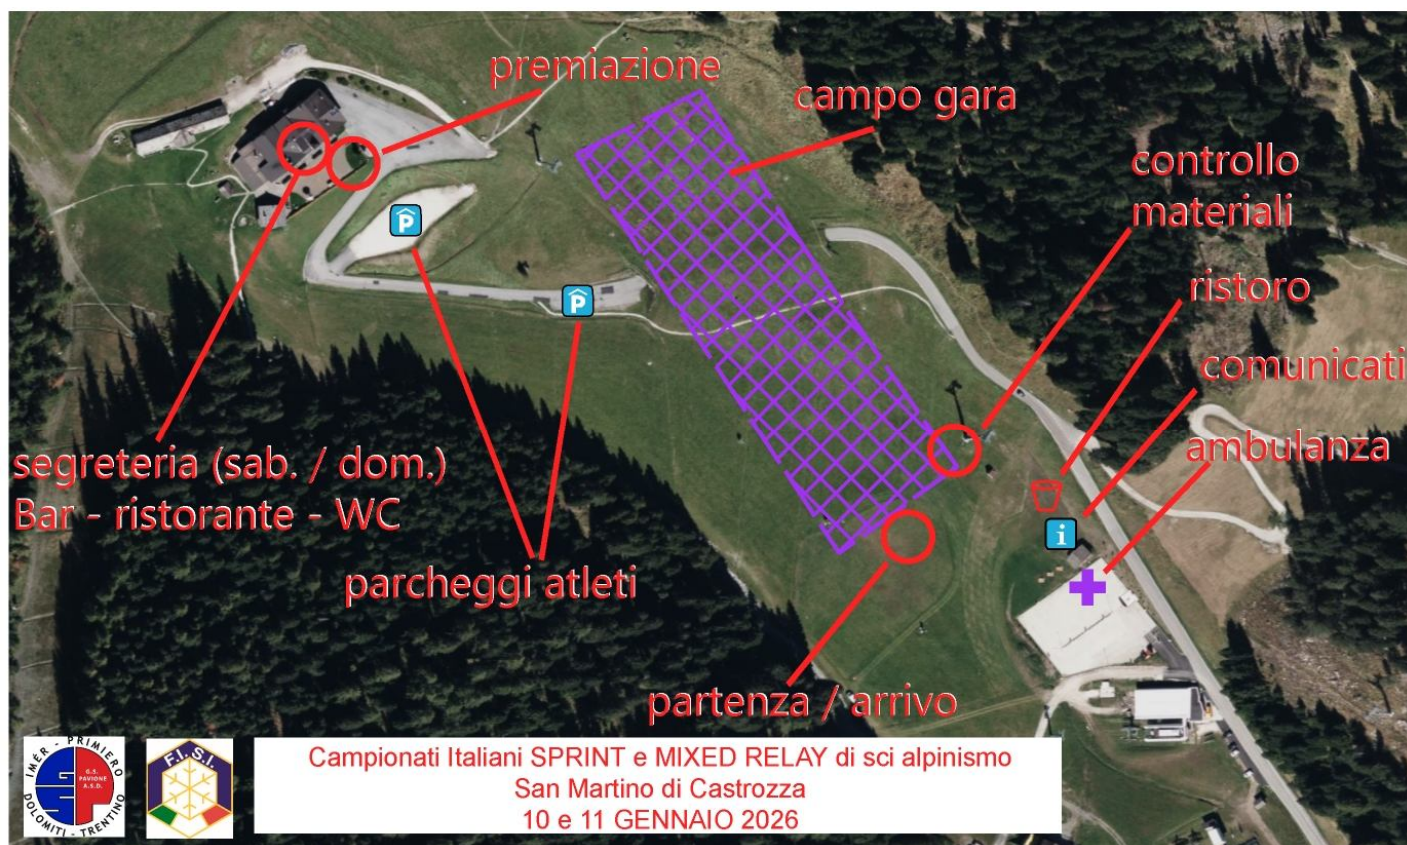 premiazione
campo gara
controllo
materiali
ristoro
comunicati
ambulanza
P
P
i
segreteria (sab. / dom.)
Bar - ristorante - WC
parcheggi atleti
partenza / arrivo
IMÈR - PRIMIERO
G.S.
PAVIONE
A.S.D.
DOLOMITI - TRENTINO
F.I.S.I.
Campionati Italiani SPRINT e MIXED RELAY di sci alpinismo
San Martino di Castrozza
10 e 11 GENNAIO 2026